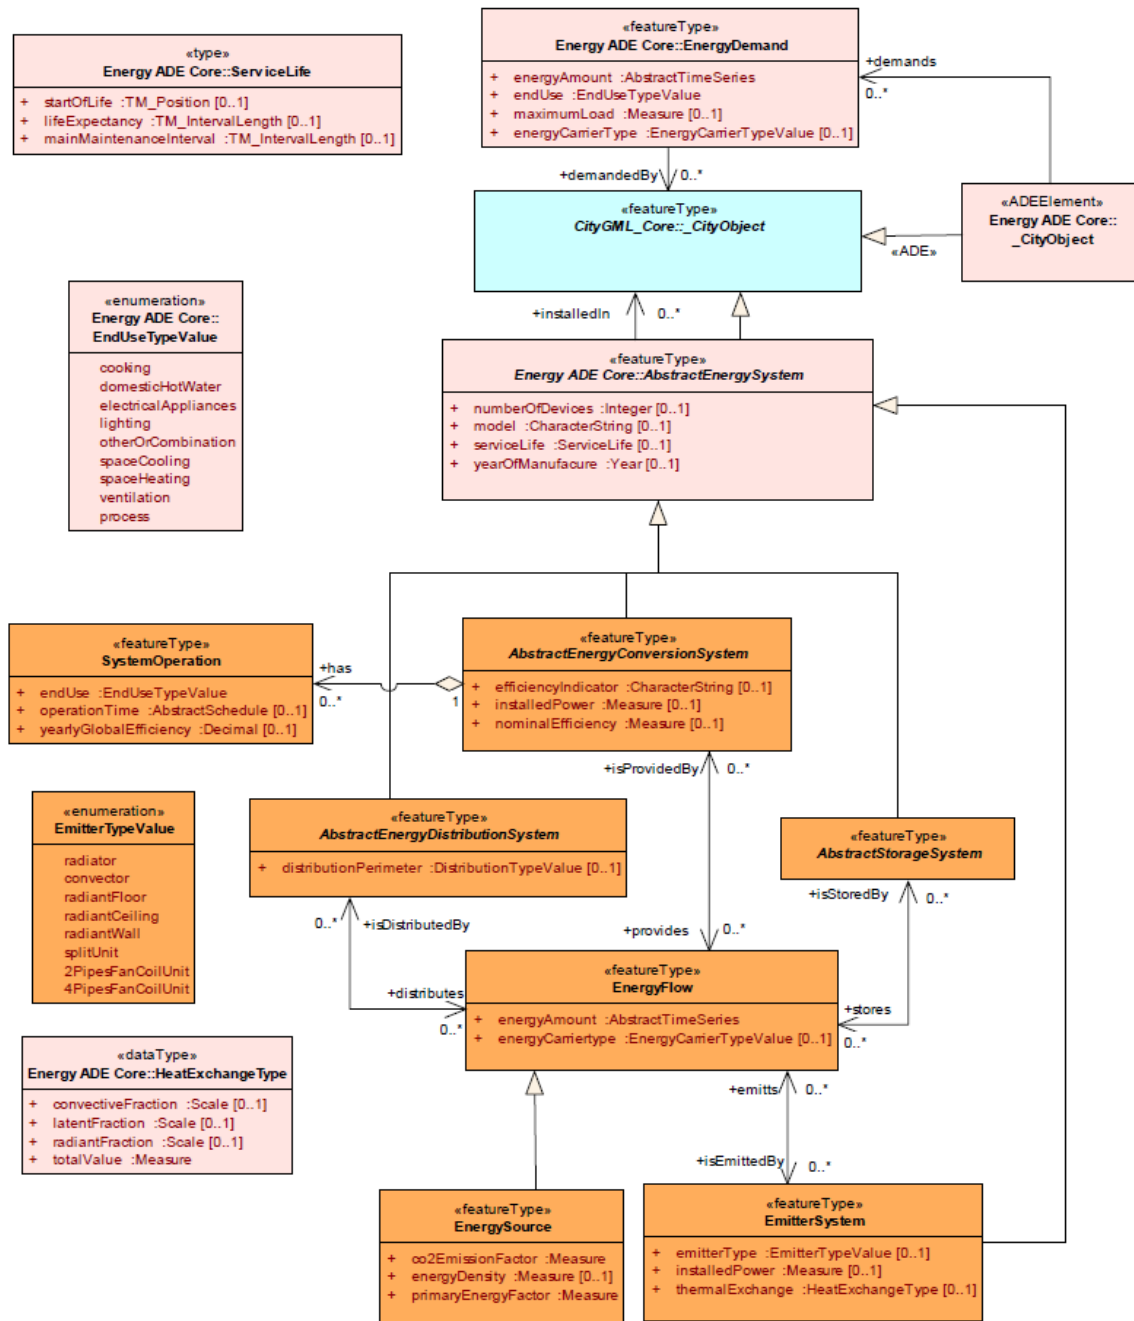 «type»
Energy ADE Core::ServiceLife
+ startOfLife :TM_Position [0..1]
+ lifeExpectancy :TM_IntervalLength [0..1]
+ mainMaintenanceInterval :TM_IntervalLength [0..1]
«featureType»
Energy ADE Core::EnergyDemand
+ energyAmount :AbstractTimeSeries
+ endUse :EndUseTypeValue
+ maximumLoad :Measure [0..1]
+ energyCarrierType :EnergyCarrierTypeValue [0..1]
+demands
0..*
+demandedBy 0..*
«featureType»
CityGML_Core::_CityObject
«ADEElement»
Energy ADE Core::
_CityObject
«ADE»
+installedIn 0..*
«enumeration»
Energy ADE Core::
EndUseTypeValue
cooking
domesticHotWater
electricalAppliances
lighting
otherOrCombination
spaceCooling
spaceHeating
ventilation
process
«featureType»
Energy ADE Core::AbstractEnergySystem
+ numberOfDevices :Integer [0..1]
+ model :CharacterString [0..1]
+ serviceLife :ServiceLife [0..1]
+ yearOfManufacure :Year [0..1]
«featureType»
SystemOperation
+ endUse :EndUseTypeValue
+ operationTime :AbstractSchedule [0..1]
+ yearlyGlobalEfficiency :Decimal [0..1]
+has
0..*
1
«featureType»
AbstractEnergyConversionSystem
+ efficiencyIndicator :CharacterString [0..1]
+ installedPower :Measure [0..1]
+ nominalEfficiency :Measure [0..1]
+isProvidedBy 0..*
«enumeration»
EmitterTypeValue
radiator
convector
radiantFloor
radiantCeiling
radiantWall
splitUnit
2PipesFanCoilUnit
4PipesFanCoilUnit
«featureType»
AbstractEnergyDistributionSystem
+ distributionPerimeter :DistributionTypeValue [0..1]
«featureType»
AbstractStorageSystem
+isStoredBy 0..*
0..* +isDistributedBy
+provides 0..*
+distributes
0..*
«featureType»
EnergyFlow
+ energyAmount :AbstractTimeSeries
+ energyCarriertype :EnergyCarrierTypeValue [0..1]
+stores
0..*
«dataType»
Energy ADE Core::HeatExchangeType
+ convectiveFraction :Scale [0..1]
+ latentFraction :Scale [0..1]
+ radiantFraction :Scale [0..1]
+ totalValue :Measure
+emitts 0..*
+isEmittedBy 0..*
«featureType»
EnergySource
+ co2EmissionFactor :Measure
+ energyDensity :Measure [0..1]
+ primaryEnergyFactor :Measure
«featureType»
EmitterSystem
+ emitterType :EmitterTypeValue [0..1]
+ installedPower :Measure [0..1]
+ thermalExchange :HeatExchangeType [0..1]